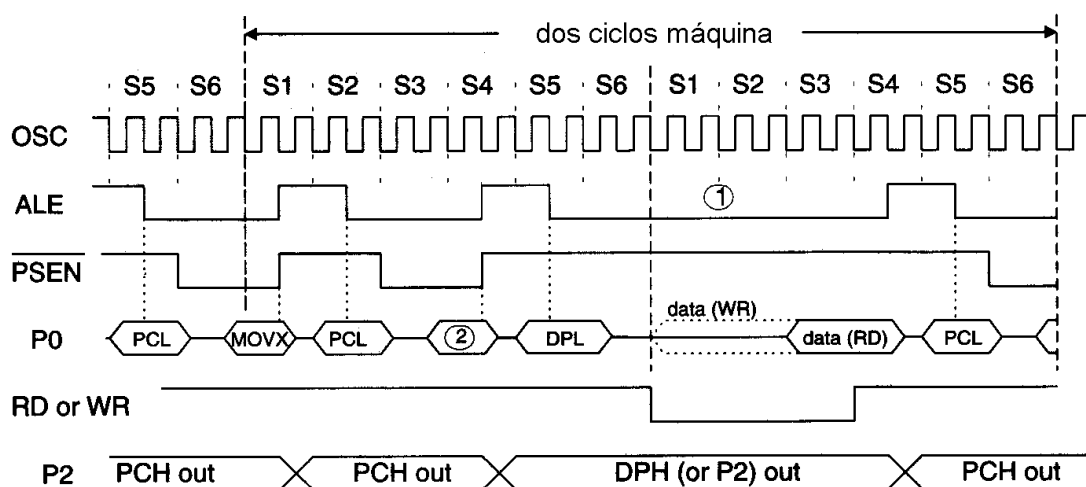 dos ciclos máquina
S5 S6 S1 S2 S3 S4 S5 S6 S1 S2 S3 S4 S5 S6
OSC
ALE
1
PSEN
P0 PCL MOVX PCL 2 DPL data (WR) data (RD) PCL
RD or WR
P2 PCH out PCH out DPH (or P2) out PCH out